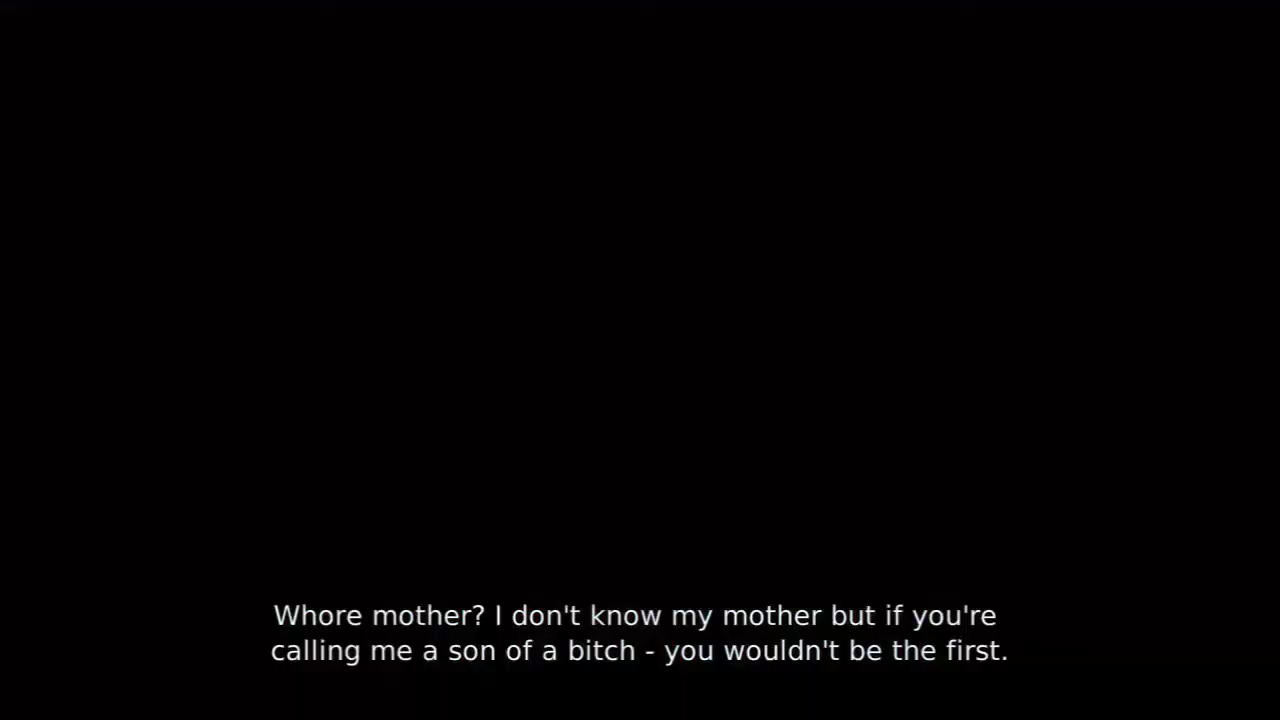 Whore mother? I don't know my mother but if you're
calling me a son of a bitch - you wouldn't be the first.